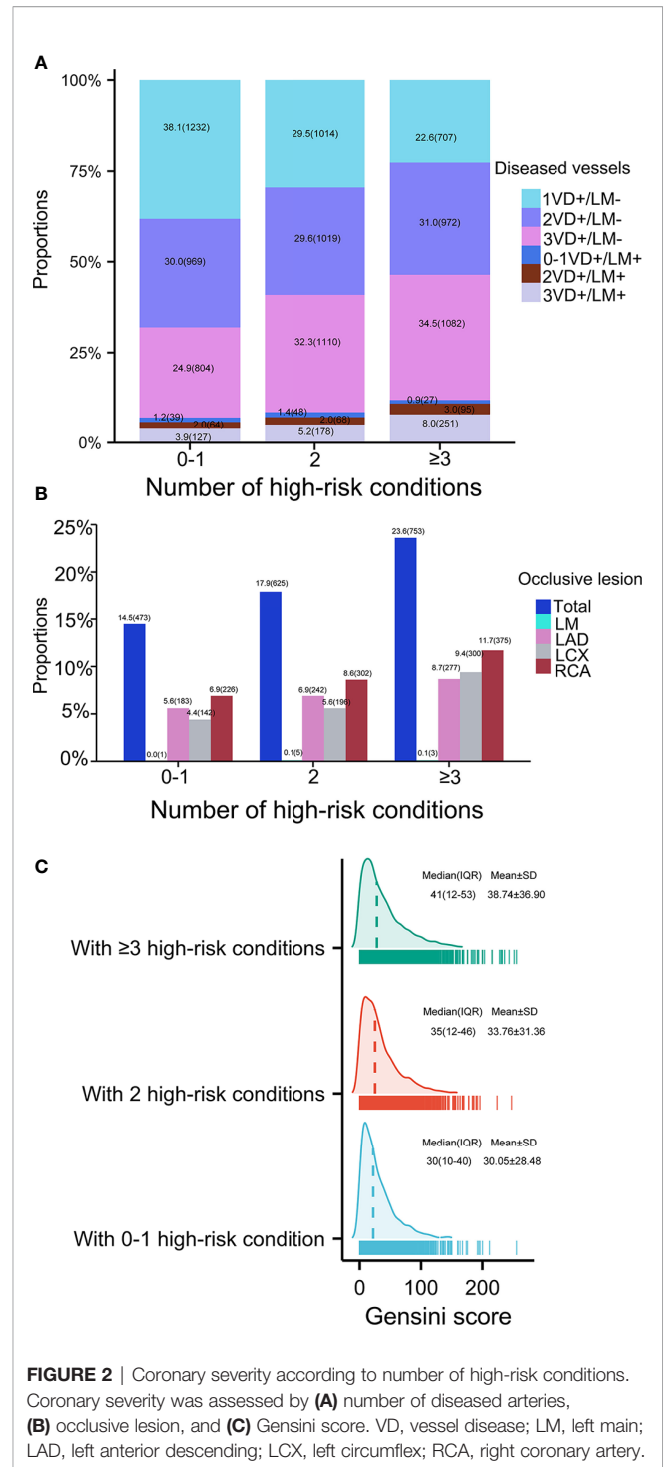 A
100%
75%
50%
25%
0%
Proportions
38.1(1232)
30.0(969)
24.9(804)
1.2(39)
2.0(64)
3.9(127)
29.5(1014)
29.6(1019)
32.3(1110)
1.4(48)
2.0(68)
5.2(178)
22.6(707)
31.0(972)
34.5(1082)
0.9(27)
3.0(95)
8.0(251)
0-1
2
≥3
Number of high-risk conditions
Diseased vessels
1VD+/LM-
2VD+/LM-
3VD+/LM-
0-1VD+/LM+
2VD+/LM+
3VD+/LM+
B
25%
20%
15%
10%
5%
0%
Proportions
14.5(473)
0.0(1)
5.6(183)
4.4(142)
6.9(226)
17.9(625)
0.1(5)
6.9(242)
5.6(196)
8.6(302)
23.6(753)
0.1(3)
8.7(277)
9.4(300)
11.7(375)
0-1
2
≥3
Number of high-risk conditions
Occlusive lesion
Total
LM
LAD
LCX
RCA
C
Median(IQR) Mean±SD
41(12-53) 38.74±36.90
With ≥3 high-risk conditions
Median(IQR) Mean±SD
35(12-46) 33.76±31.36
With 2 high-risk conditions
Median(IQR) Mean±SD
30(10-40) 30.05±28.48
With 0-1 high-risk condition
0 100 200
Gensini score
FIGURE 2 | Coronary severity according to number of high-risk conditions.
Coronary severity was assessed by (A) number of diseased arteries,
(B) occlusive lesion, and (C) Gensini score. VD, vessel disease; LM, left main;
LAD, left anterior descending; LCX, left circumflex; RCA, right coronary artery.